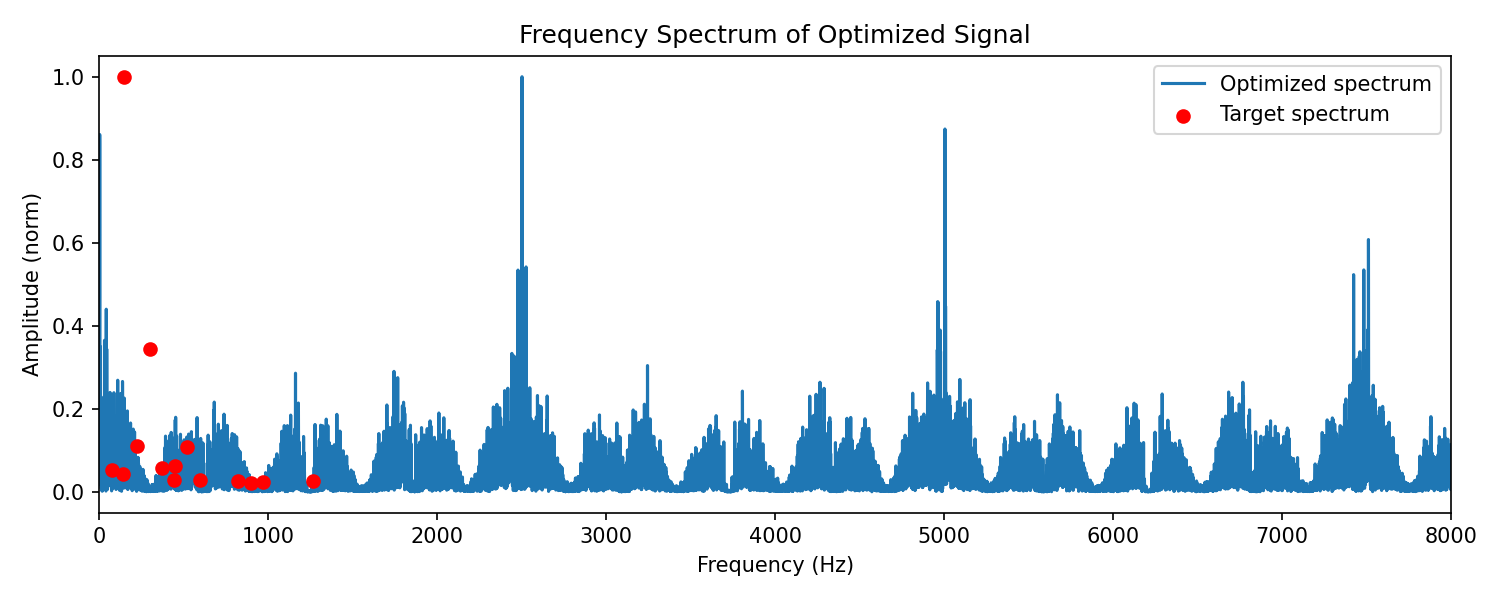 Frequency Spectrum of Optimized Signal
Optimized spectrum
Target spectrum
Amplitude (norm)
1.0
0.8
0.6
0.4
0.2
0.0
0 1000 2000 3000 4000 5000 6000 7000 8000
Frequency (Hz)